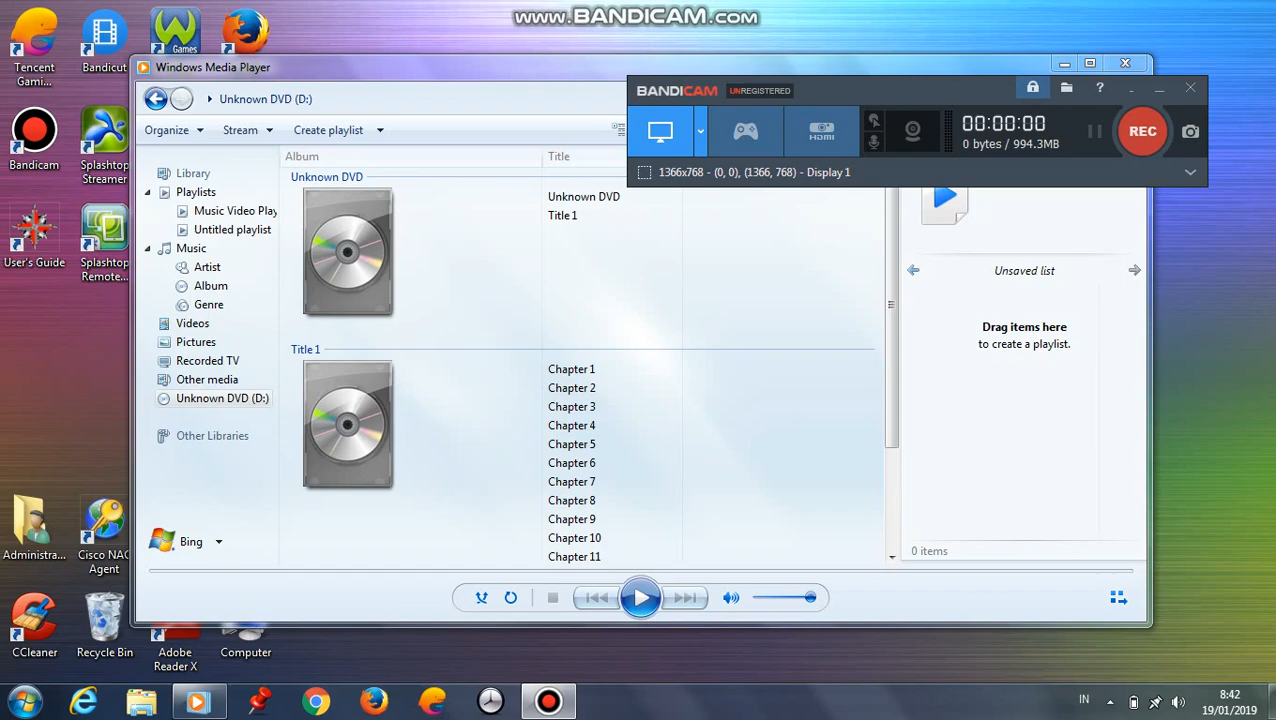 www.BANDICAM.com
Tencent
Gami...
Bandicut
Games
Bandicam
Splashtop
Streamer
User's Guide
Splashtop
Remote...
Administra...
Cisco NAC
Agent
CCleaner
Recycle Bin
Adobe
Reader X
Computer
Windows Media Player
Unknown DVD (D:)
Organize
Stream
Create playlist
Library
Playlists
Music Video Play
Untitled playlist
Music
Artist
Album
Genre
Videos
Pictures
Recorded TV
Other media
Unknown DVD (D:)
Other Libraries
Bing
Album
Title
Unknown DVD
Unknown DVD
Title 1
Title 1
Chapter 1
Chapter 2
Chapter 3
Chapter 4
Chapter 5
Chapter 6
Chapter 7
Chapter 8
Chapter 9
Chapter 10
Chapter 11
BANDICAM UNREGISTERED
HDMI
00:00:00
0 bytes / 994.3MB
REC
1366x768 - (0, 0), (1366, 768) - Display 1
Unsaved list
Drag items here
to create a playlist.
0 items
IN
8:42
19/01/2019